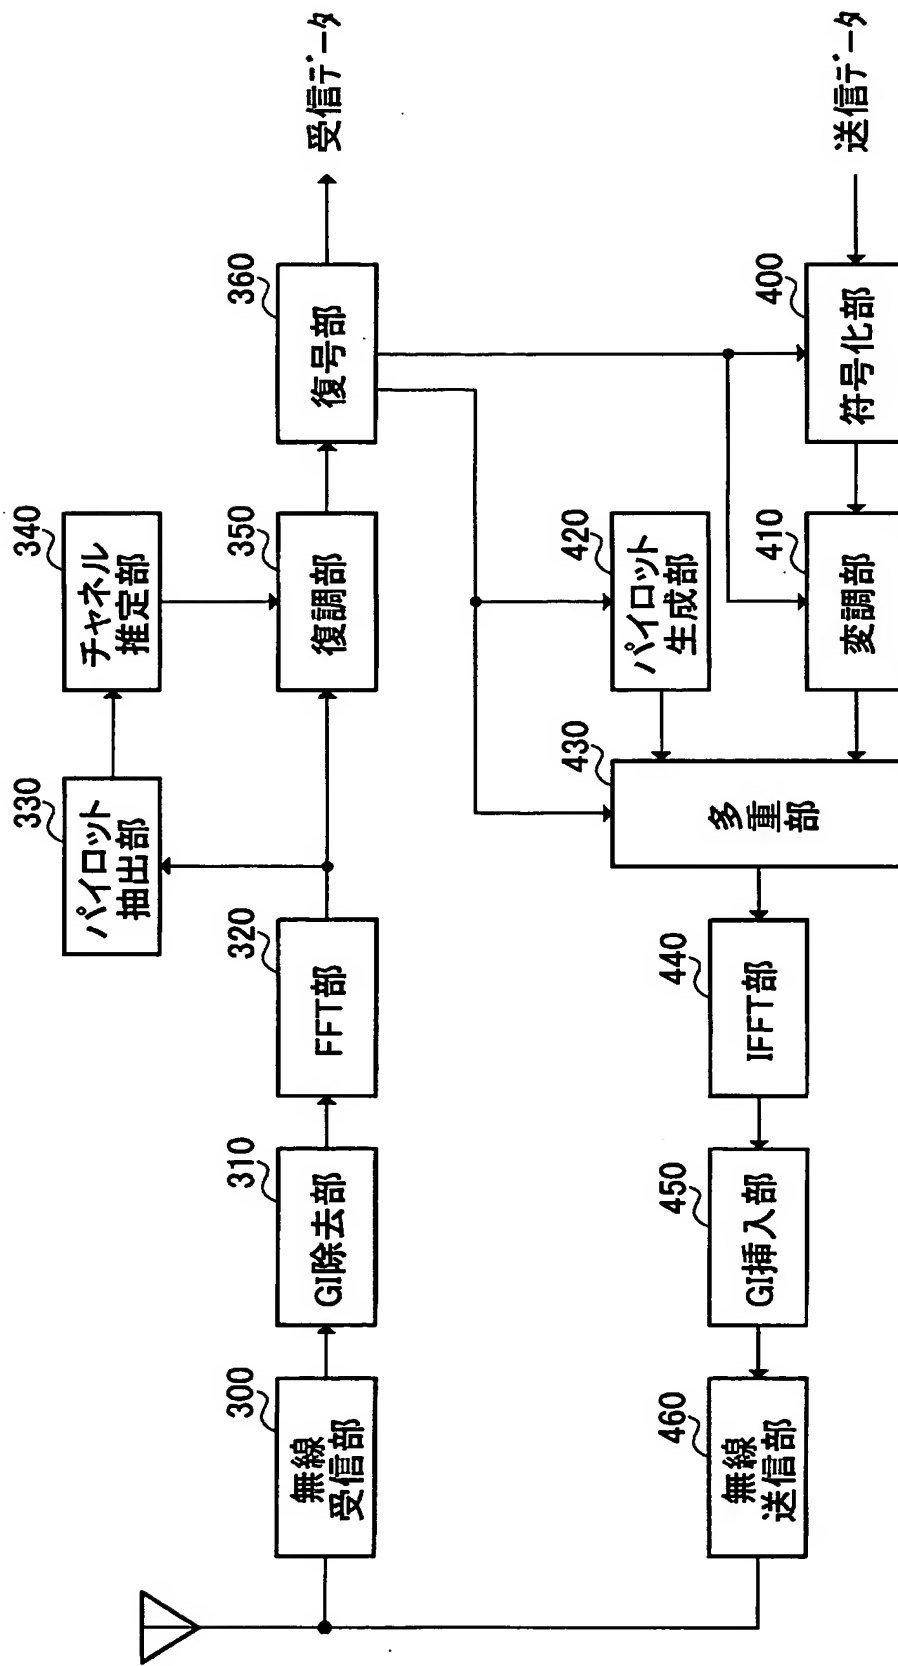 340
チャネル
推定部
330
パイロット
抽出部
300
無線
受信部
310
GI除去部
320
FFT部
350
復調部
360
復号部
受信データ
420
パイロット
生成部
430
多重部
460
無線
送信部
450
GI挿入部
440
IFFT部
410
変調部
400
符号化部
送信データ